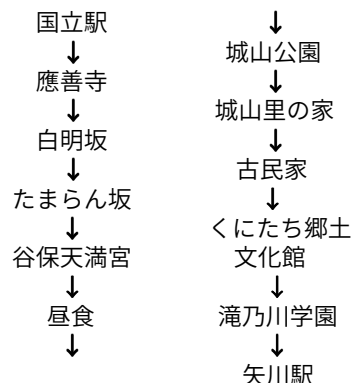 国立駅
↓
應善寺
↓
白明坂
↓
たまらん坂
↓
谷保天満宮
↓
昼食
↓
↓
城山公園
↓
城山里の家
↓
古民家
↓
くにたち郷土
文化館
↓
滝乃川学園
↓
矢川駅